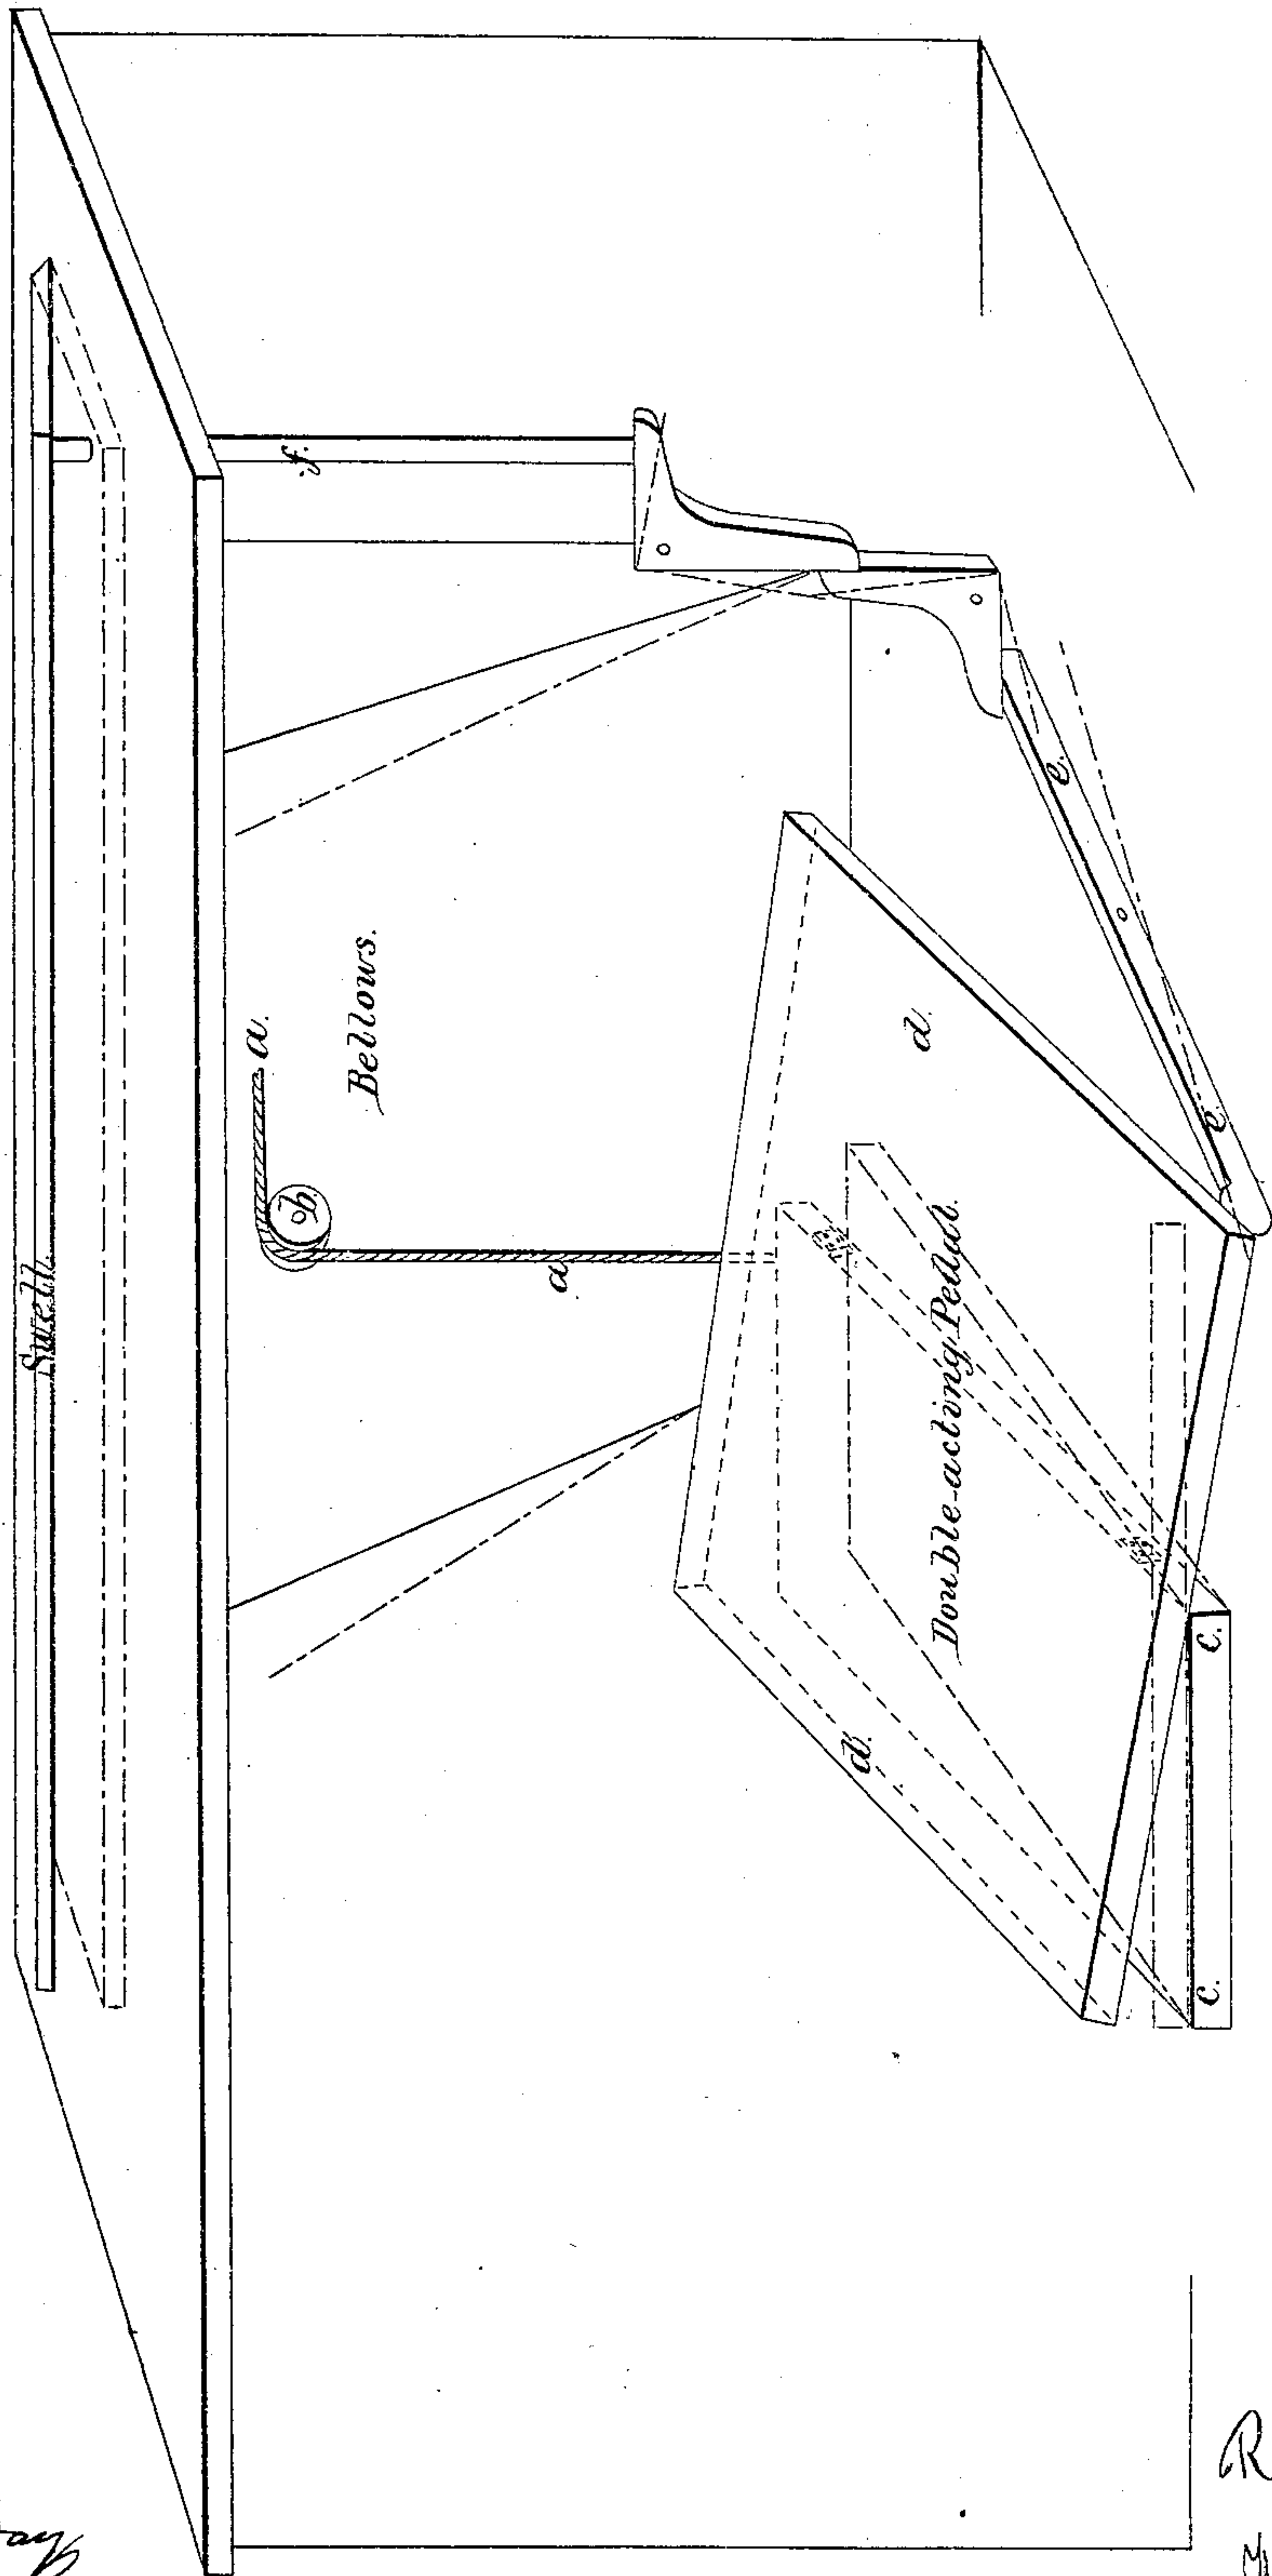 Swell.
a.
b.
Bellows.
a
f.
d.
Double-acting Pedal.
d.
e.
e.
c.
c.